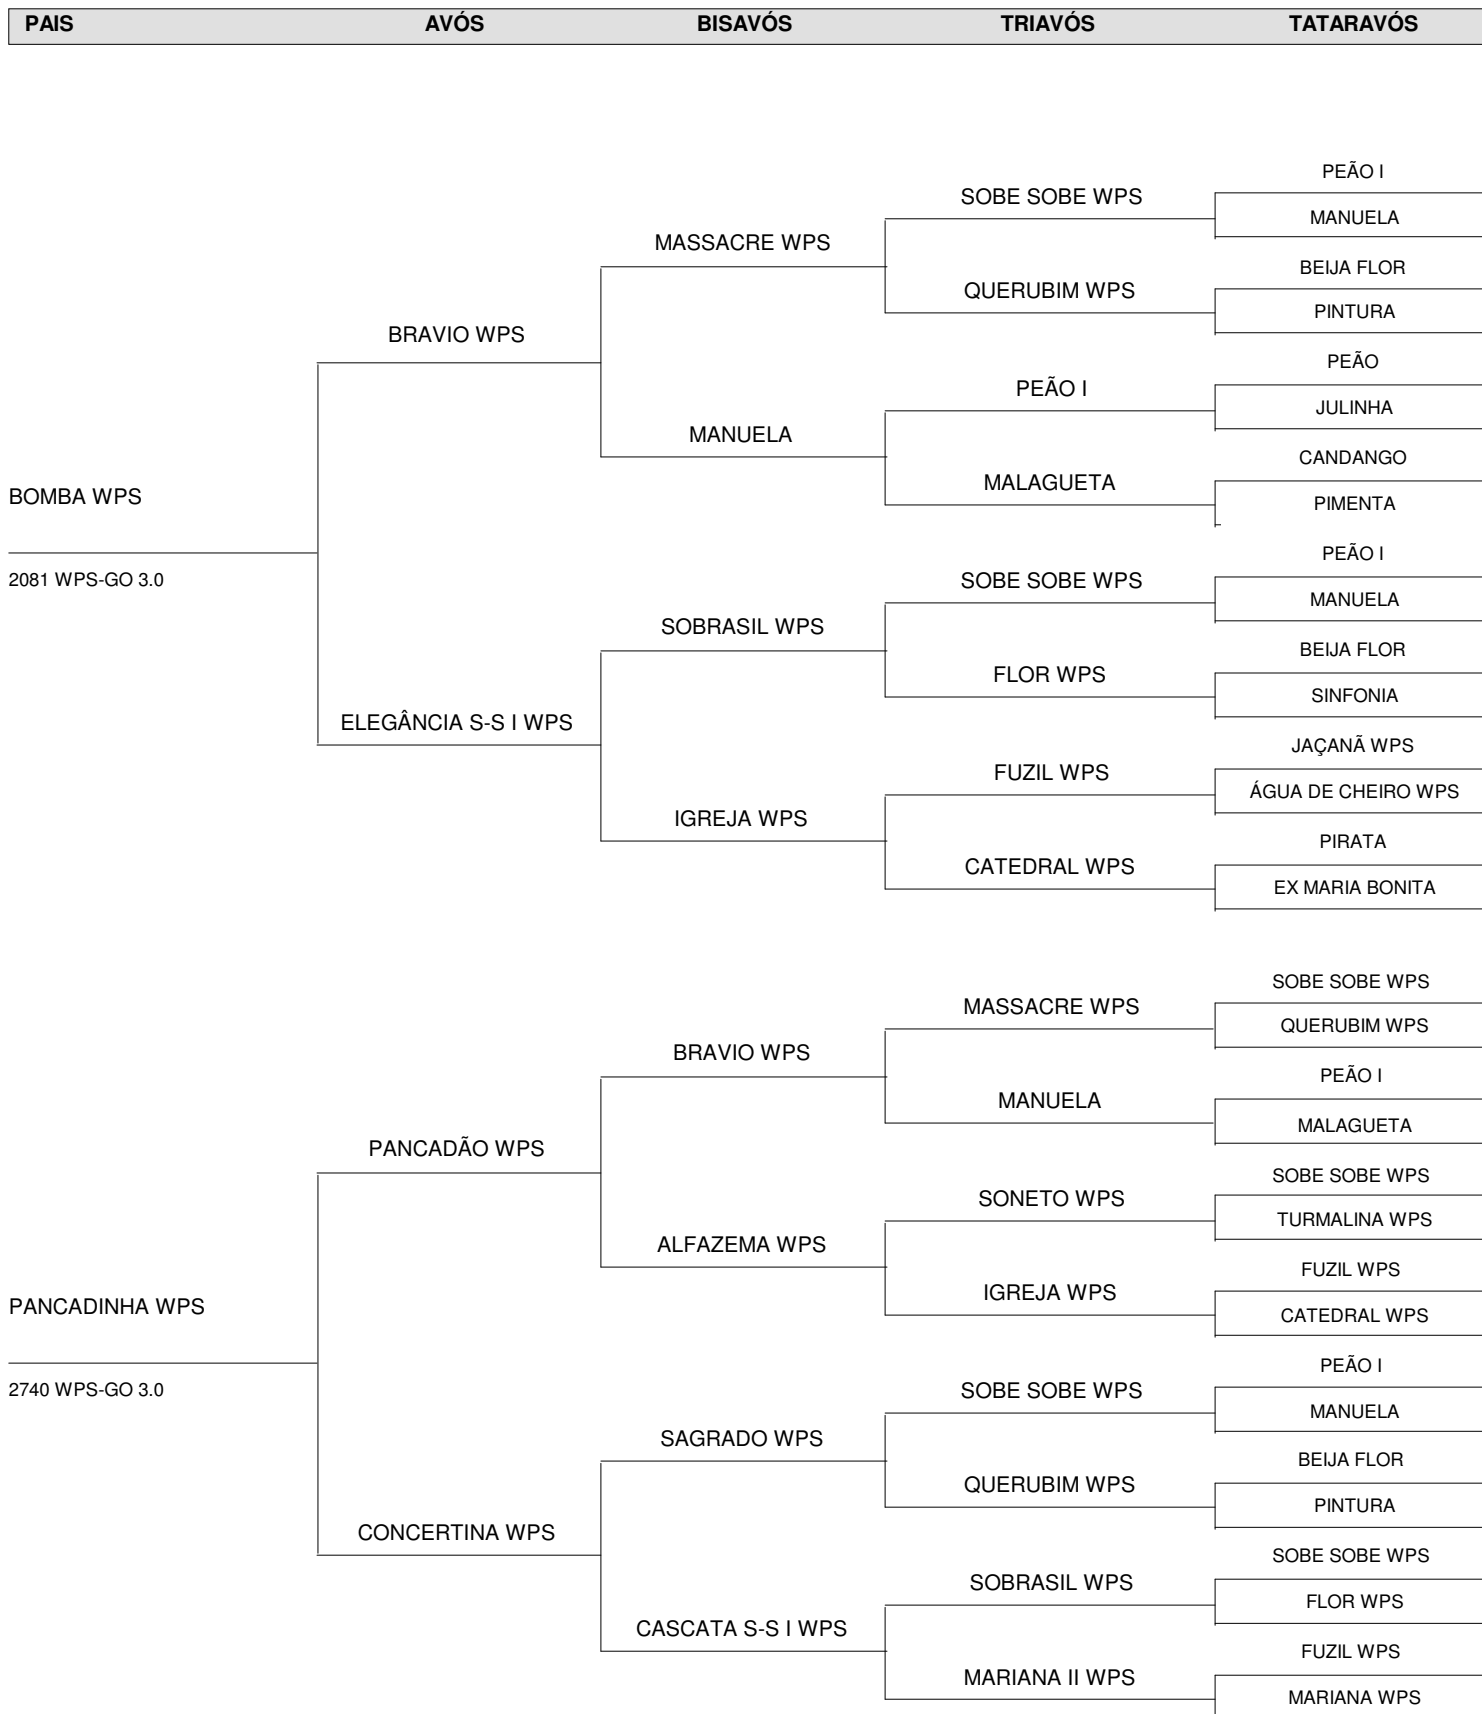 PAIS AVÓS BISAVÓS TRIAVÓS TATARAVÓS
PEÃO I
SOBE SOBE WPS
MANUELA
MASSACRE WPS
BEIJA FLOR
QUERUBIM WPS
PINTURA
BRAVIO WPS
PEÃO
PEÃO I
JULINHA
MANUELA
CANDANGO
MALAGUETA
BOMBA WPS
PIMENTA
PEÃO I
2081 WPS-GO 3.0
SOBE SOBE WPS
MANUELA
SOBRASIL WPS
BEIJA FLOR
FLOR WPS
SINFONIA
ELEGÂNCIA S-S I WPS
JAÇANÃ WPS
FUZIL WPS
ÁGUA DE CHEIRO WPS
IGREJA WPS
PIRATA
CATEDRAL WPS
EX MARIA BONITA
SOBE SOBE WPS
MASSACRE WPS
QUERUBIM WPS
BRAVIO WPS
PEÃO I
MANUELA
MALAGUETA
PANCADÃO WPS
SOBE SOBE WPS
SONETO WPS
TURMALINA WPS
ALFAZEMA WPS
FUZIL WPS
IGREJA WPS
PANCADINHA WPS
CATEDRAL WPS
PEÃO I
2740 WPS-GO 3.0
SOBE SOBE WPS
MANUELA
SAGRADO WPS
BEIJA FLOR
QUERUBIM WPS
PINTURA
CONCERTINA WPS
SOBE SOBE WPS
SOBRASIL WPS
FLOR WPS
CASCATA S-S I WPS
FUZIL WPS
MARIANA II WPS
MARIANA WPS